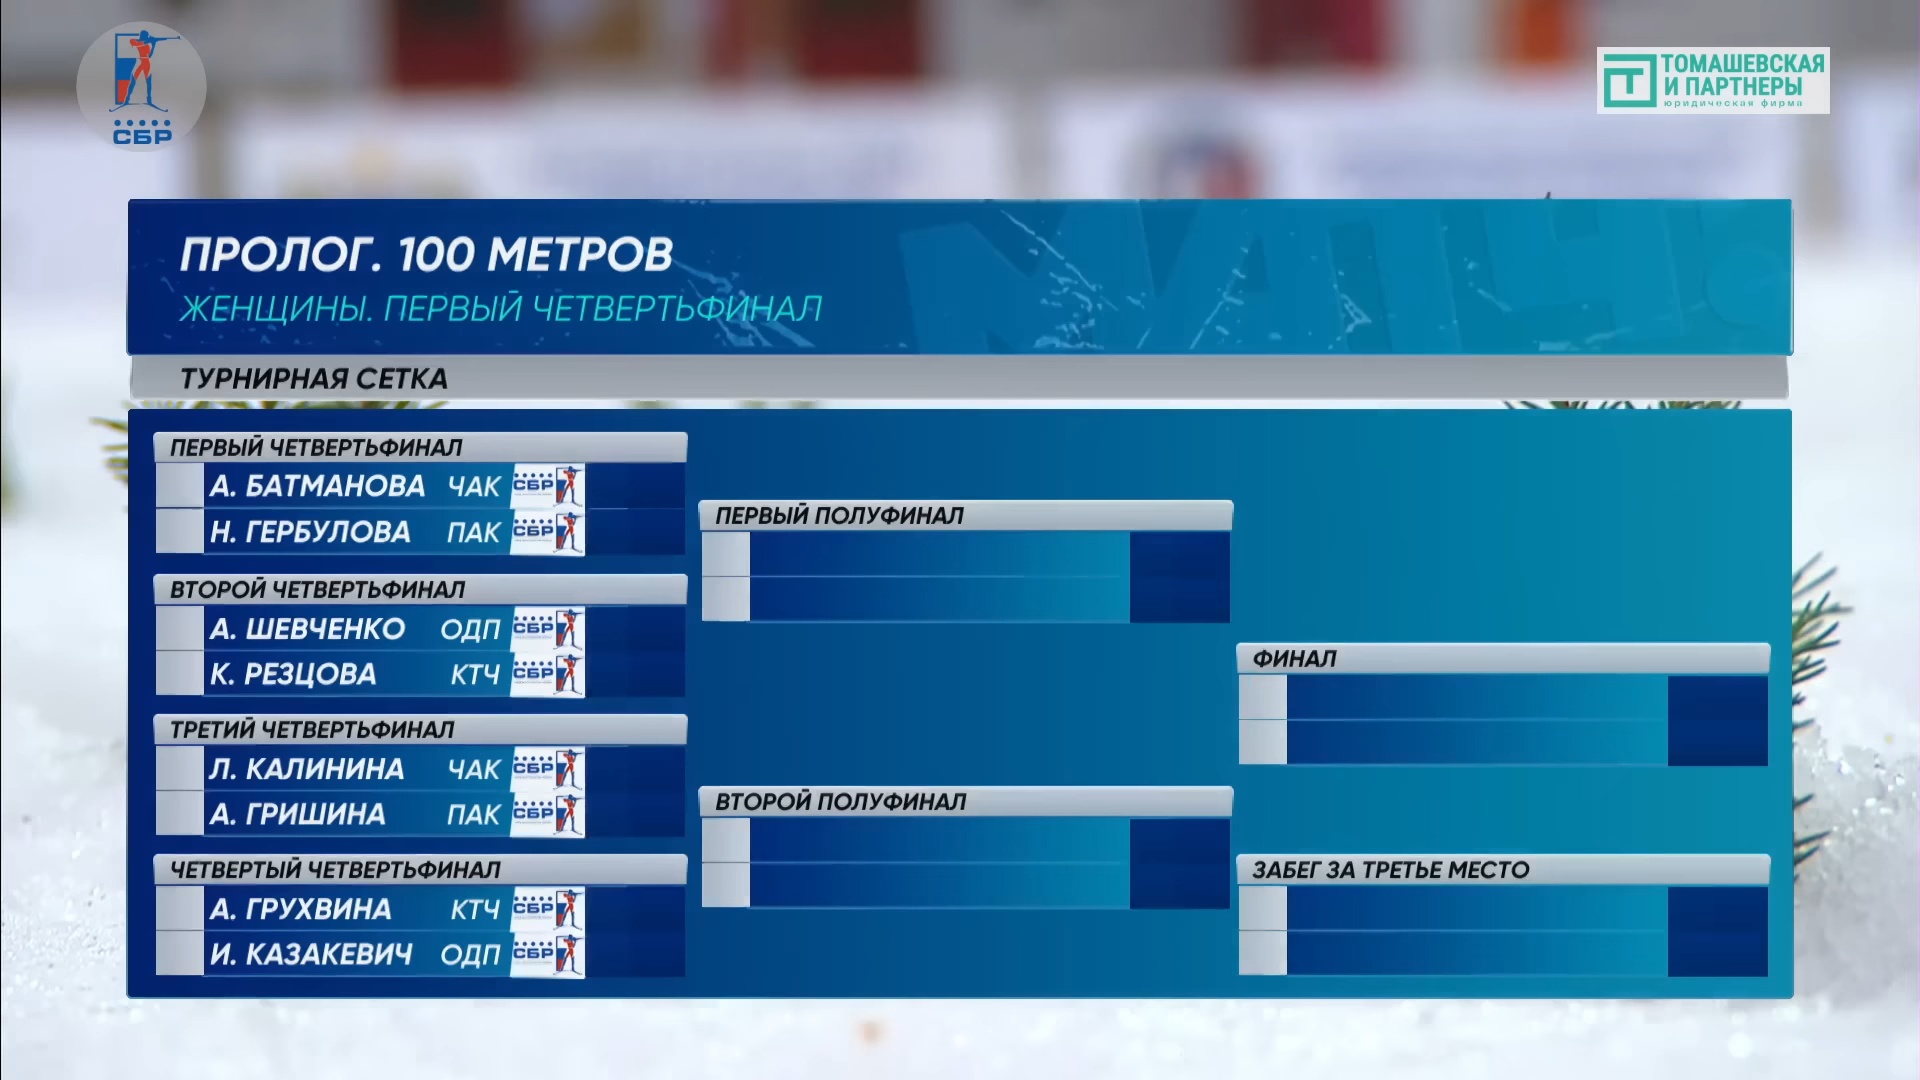 СБР
ТОМАШЕВСКАЯ
И ПАРТНЕРЫ
юридическая фирма
ПРОЛОГ. 100 МЕТРОВ
ЖЕНЩИНЫ. ПЕРВЫЙ ЧЕТВЕРТЬФИНАЛ
ТУРНИРНАЯ СЕТКА
ПЕРВЫЙ ЧЕТВЕРТЬФИНАЛ
А. БАТМАНОВА ЧАК СБР
Н. ГЕРБУЛОВА ПАК СБР
ВТОРОЙ ЧЕТВЕРТЬФИНАЛ
А. ШЕВЧЕНКО ОДП СБР
К. РЕЗЦОВА КТЧ СБР
ТРЕТИЙ ЧЕТВЕРТЬФИНАЛ
Л. КАЛИНИНА ЧАК СБР
А. ГРИШИНА ПАК СБР
ЧЕТВЕРТЫЙ ЧЕТВЕРТЬФИНАЛ
А. ГРУХВИНА КТЧ СБР
И. КАЗАКЕВИЧ ОДП СБР
ПЕРВЫЙ ПОЛУФИНАЛ
ВТОРОЙ ПОЛУФИНАЛ
ФИНАЛ
ЗАБЕГ ЗА ТРЕТЬЕ МЕСТО